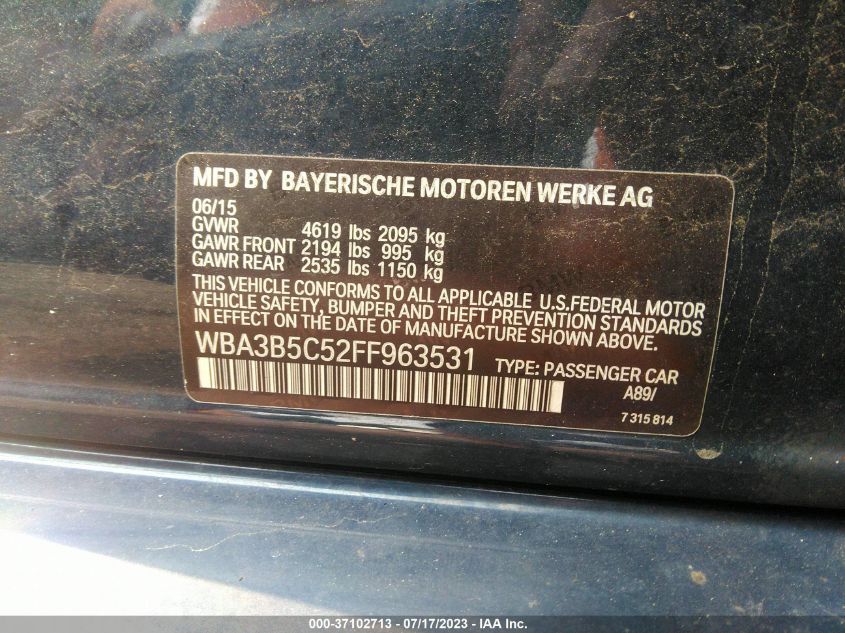 MFD BY BAYERISCHE MOTOREN WERKE AG
06/15
GVWR 4619 lbs 2095 kg
GAWR FRONT 2194 lbs 995 kg
GAWR REAR 2535 lbs 1150 kg
THIS VEHICLE CONFORMS TO ALL APPLICABLE U.S.FEDERAL MOTOR
VEHICLE SAFETY, BUMPER AND THEFT PREVENTION STANDARDS
IN EFFECT ON THE DATE OF MANUFACTURE SHOWN ABOVE.
WBA3B5C52FF963531 TYPE: PASSENGER CAR
A89/
7 315 814
000-37102713 - 07/17/2023 - IAA Inc.